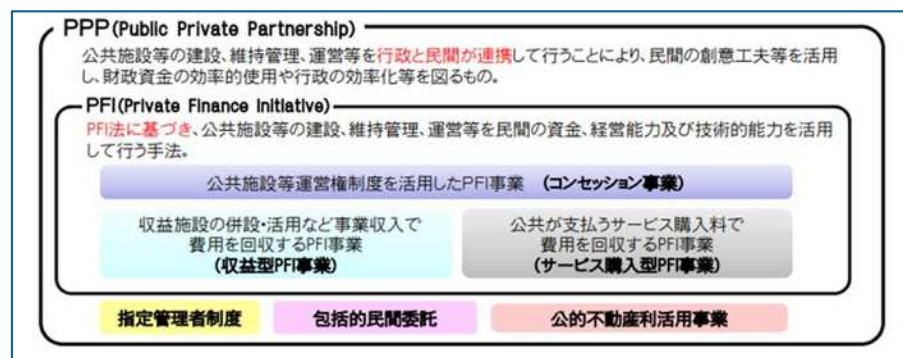 PPP(Public Private Partnership)
公共施設等の建設、維持管理、運営等を行政と民間が連携して行うことにより、民間の創意工夫等を活用
し、財政資金の効率的使用や行政の効率化等を図るもの。
PFI(Private Finance Initiative)
PFI法に基づき、公共施設等の建設、維持管理、運営等を民間の資金、経営能力及び技術的能力を活用
して行う手法。
公共施設等運営権制度を活用したPFI事業 (コンセッション事業)
収益施設の併設・活用など事業収入で
費用を回収するPFI事業
(収益型PFI事業)
公共が支払うサービス購入料で
費用を回収するPFI事業
(サービス購入型PFI事業)
指定管理者制度
包括的民間委託
公的不動産利活用事業